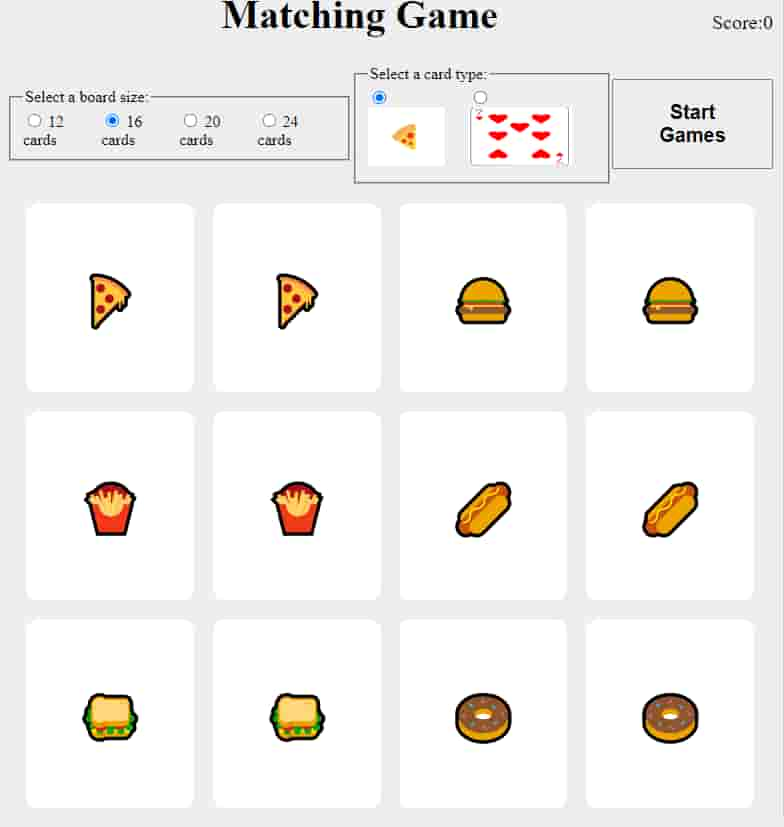 Matching Game
Score:0
Select a board size:
12 cards
16 cards
20 cards
24 cards
Select a card type:
Start
Games